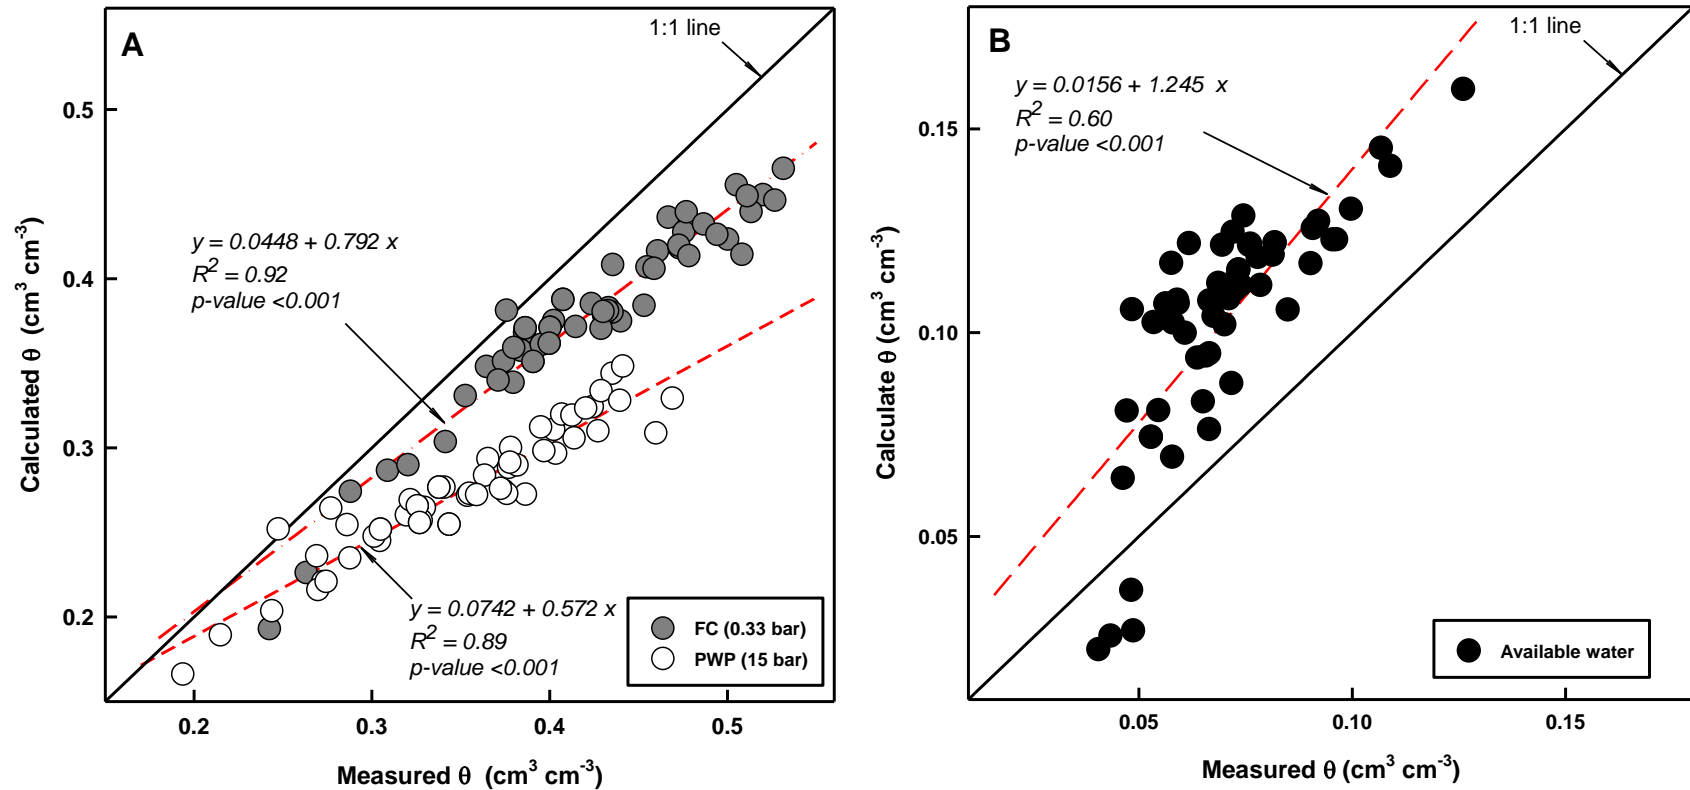 A
1:1 line
y = 0.0448 + 0.792 x
R² = 0.92
p-value <0.001
y = 0.0742 + 0.572 x
R² = 0.89
p-value <0.001
FC (0.33 bar)
PWP (15 bar)
0.5
0.4
0.3
0.2
0.2
0.3
0.4
0.5
Calculated θ (cm³ cm⁻³)
Measured θ (cm³ cm⁻³)
B
1:1 line
y = 0.0156 + 1.245 x
R² = 0.60
p-value <0.001
Available water
0.15
0.10
0.05
0.05
0.10
0.15
Calculate θ (cm³ cm⁻³)
Measured θ (cm³ cm⁻³)